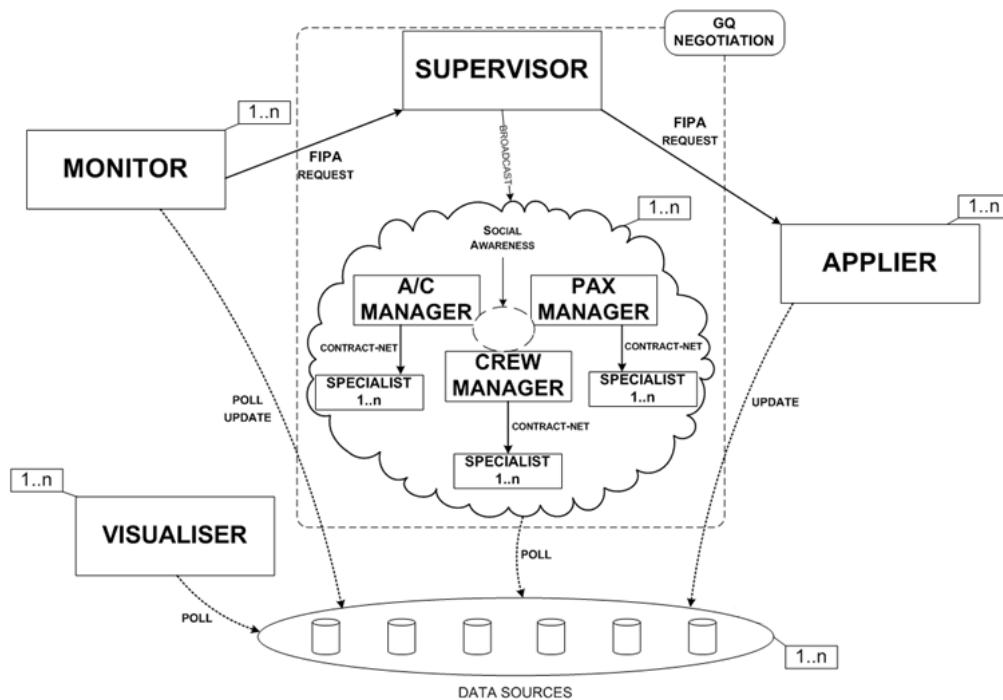 GQ
NEGOTIATION
SUPERVISOR
1..n
MONITOR
FIPA
REQUEST
BROADCAST
FIPA
REQUEST
1..n
1..n
APPLIER
SOCIAL
AWARENESS
A/C
MANAGER
PAX
MANAGER
CONTRACT-NET
CONTRACT-NET
CREW
MANAGER
SPECIALIST
1..n
SPECIALIST
1..n
POLL
UPDATE
UPDATE
CONTRACT-NET
SPECIALIST
1..n
1..n
VISUALISER
POLL
POLL
1..n
DATA SOURCES